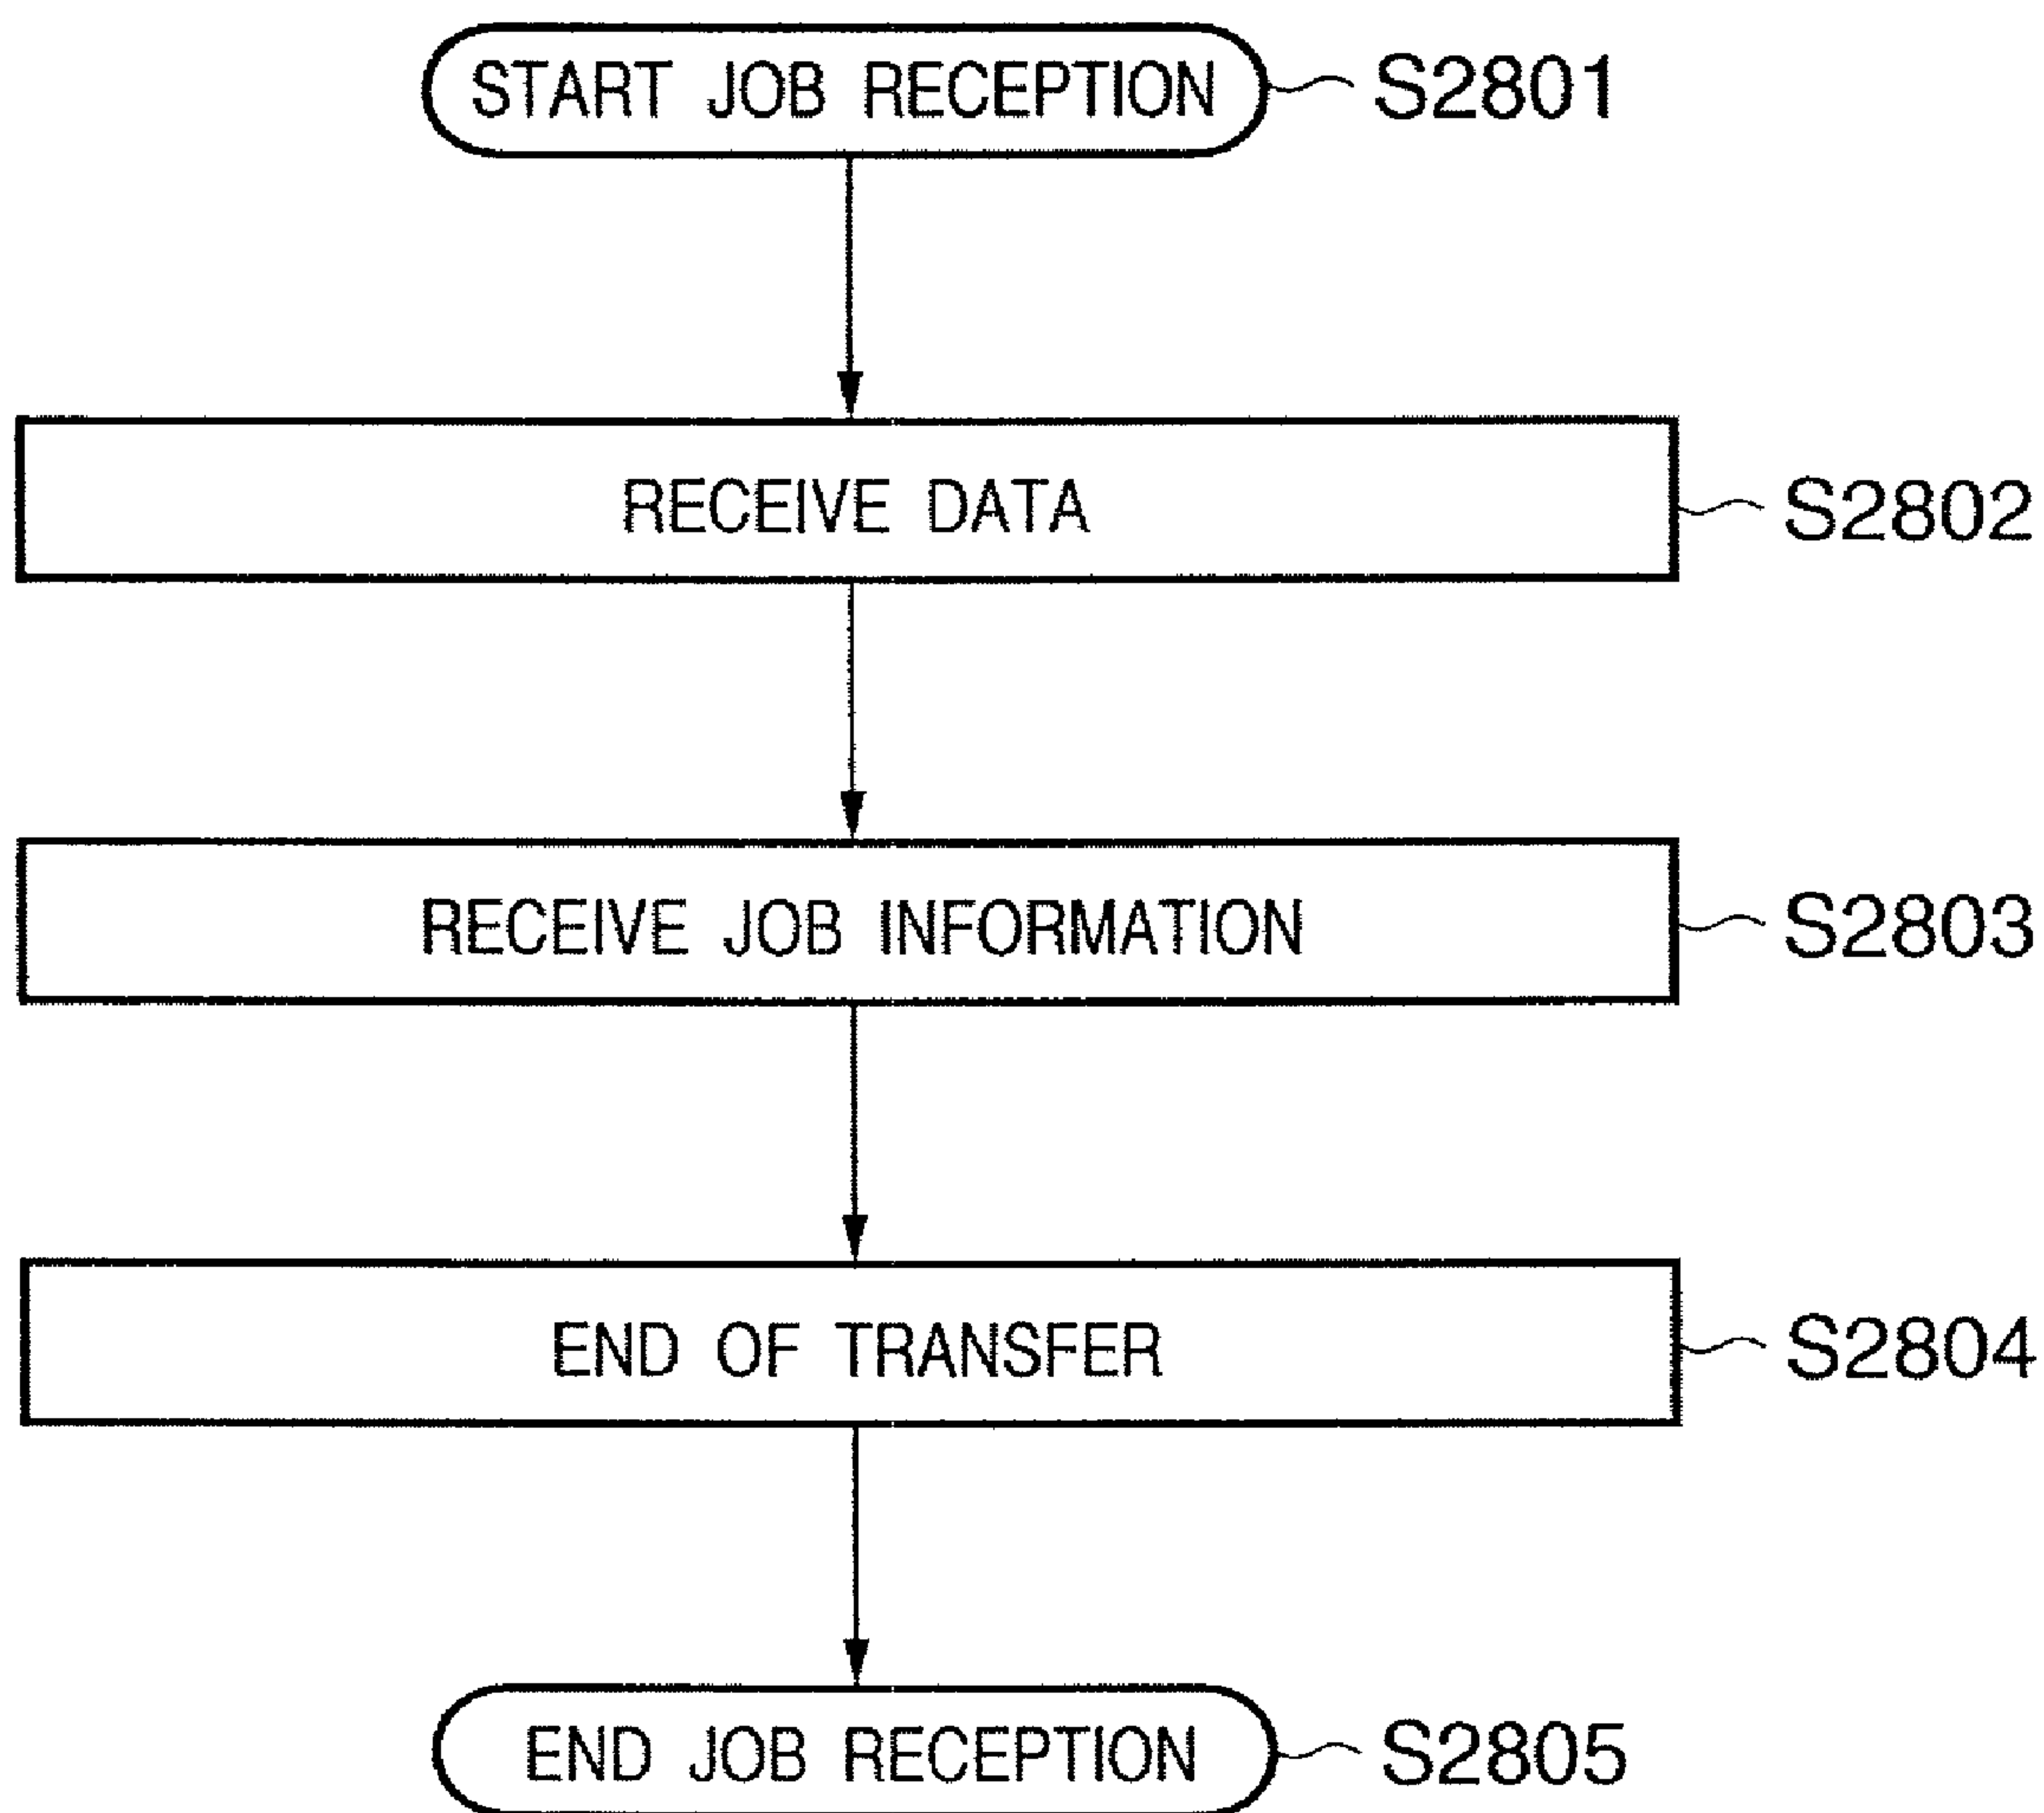 START JOB RECEPTION S2801
RECEIVE DATA S2802
RECEIVE JOB INFORMATION S2803
END OF TRANSFER S2804
END JOB RECEPTION S2805